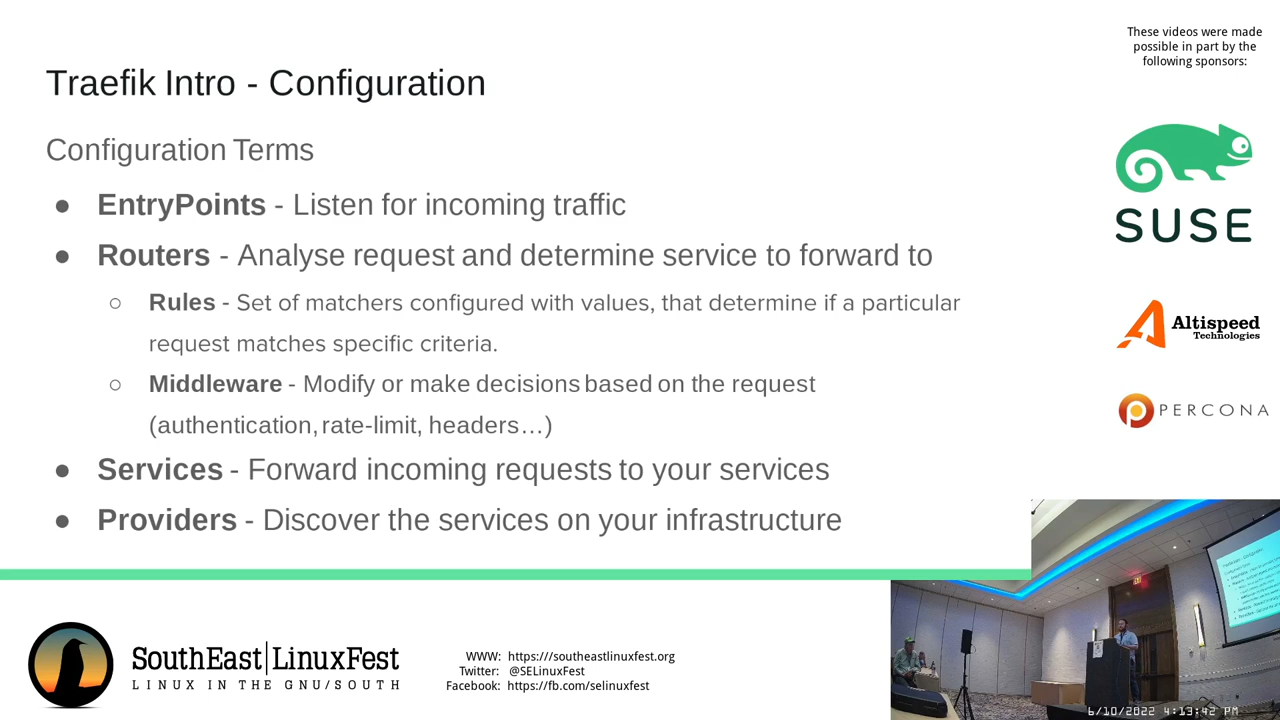 These videos were made
possible in part by the
following sponsors:
Traefik Intro - Configuration
Configuration Terms
● EntryPoints - Listen for incoming traffic
● Routers - Analyse request and determine service to forward to
○ Rules - Set of matchers configured with values, that determine if a particular
request matches specific criteria.
○ Middleware - Modify or make decisions based on the request
(authentication, rate-limit, headers…)
● Services - Forward incoming requests to your services
● Providers - Discover the services on your infrastructure
SUSE
Altispeed
Technologies
PERCONA
SouthEast|LinuxFest
LINUX IN THE GNU/SOUTH
WWW: https:///southeastlinuxfest.org
Twitter: @SELinuxFest
Facebook: https://fb.com/selinuxfest
6/10/2022 4:13:42 PM